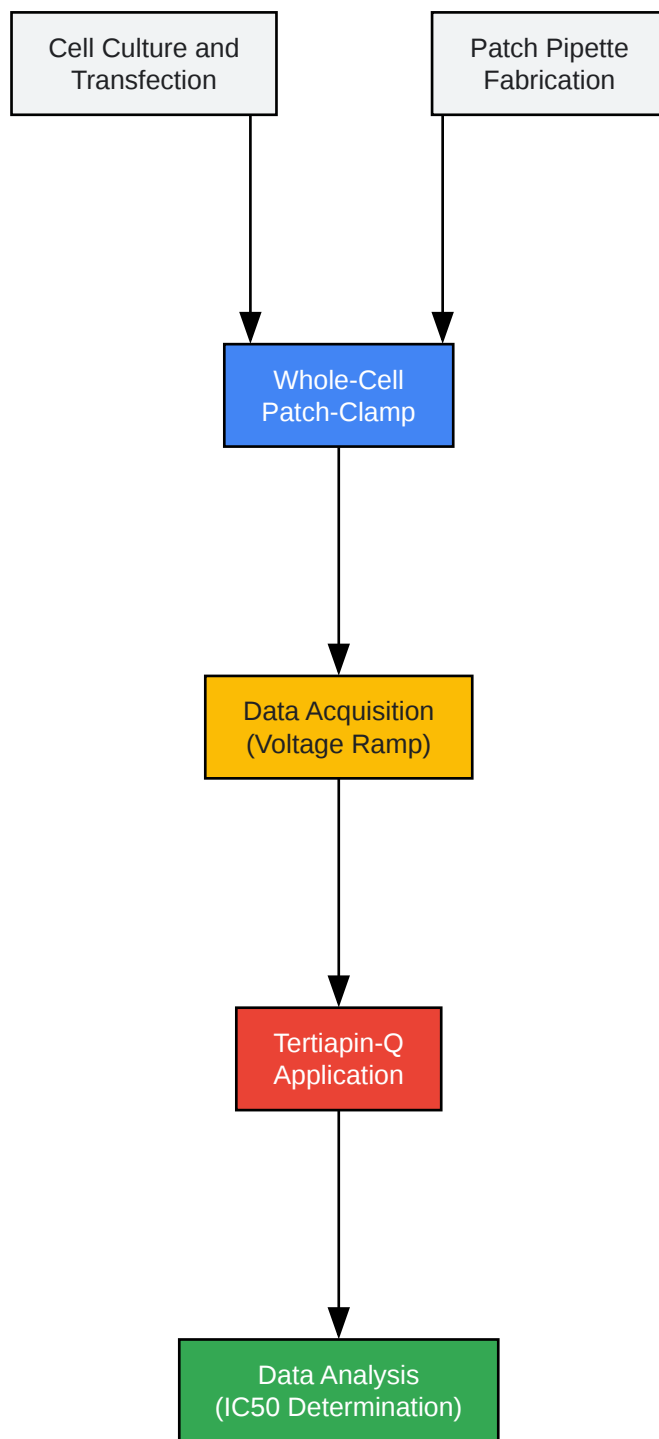 Cell Culture and
Transfection
Patch Pipette
Fabrication
Whole-Cell
Patch-Clamp
Data Acquisition
(Voltage Ramp)
Tertiapin-Q
Application
Data Analysis
(IC50 Determination)